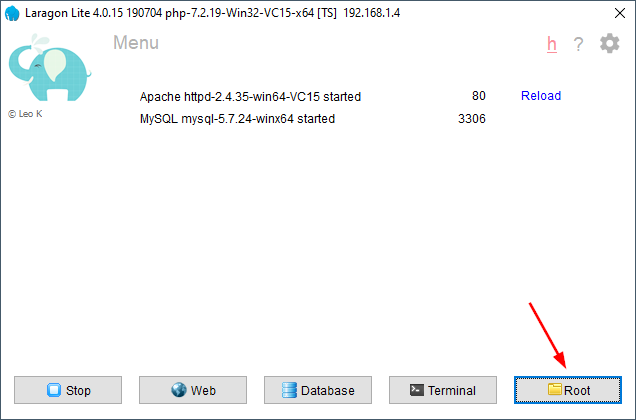 Laragon Lite 4.0.15 190704 php-7.2.19-Win32-VC15-x64 [TS] 192.168.1.4
Menu
h ?
© Leo K
Apache httpd-2.4.35-win64-VC15 started 80 Reload
MySQL mysql-5.7.24-winx64 started 3306
Stop Web Database Terminal Root